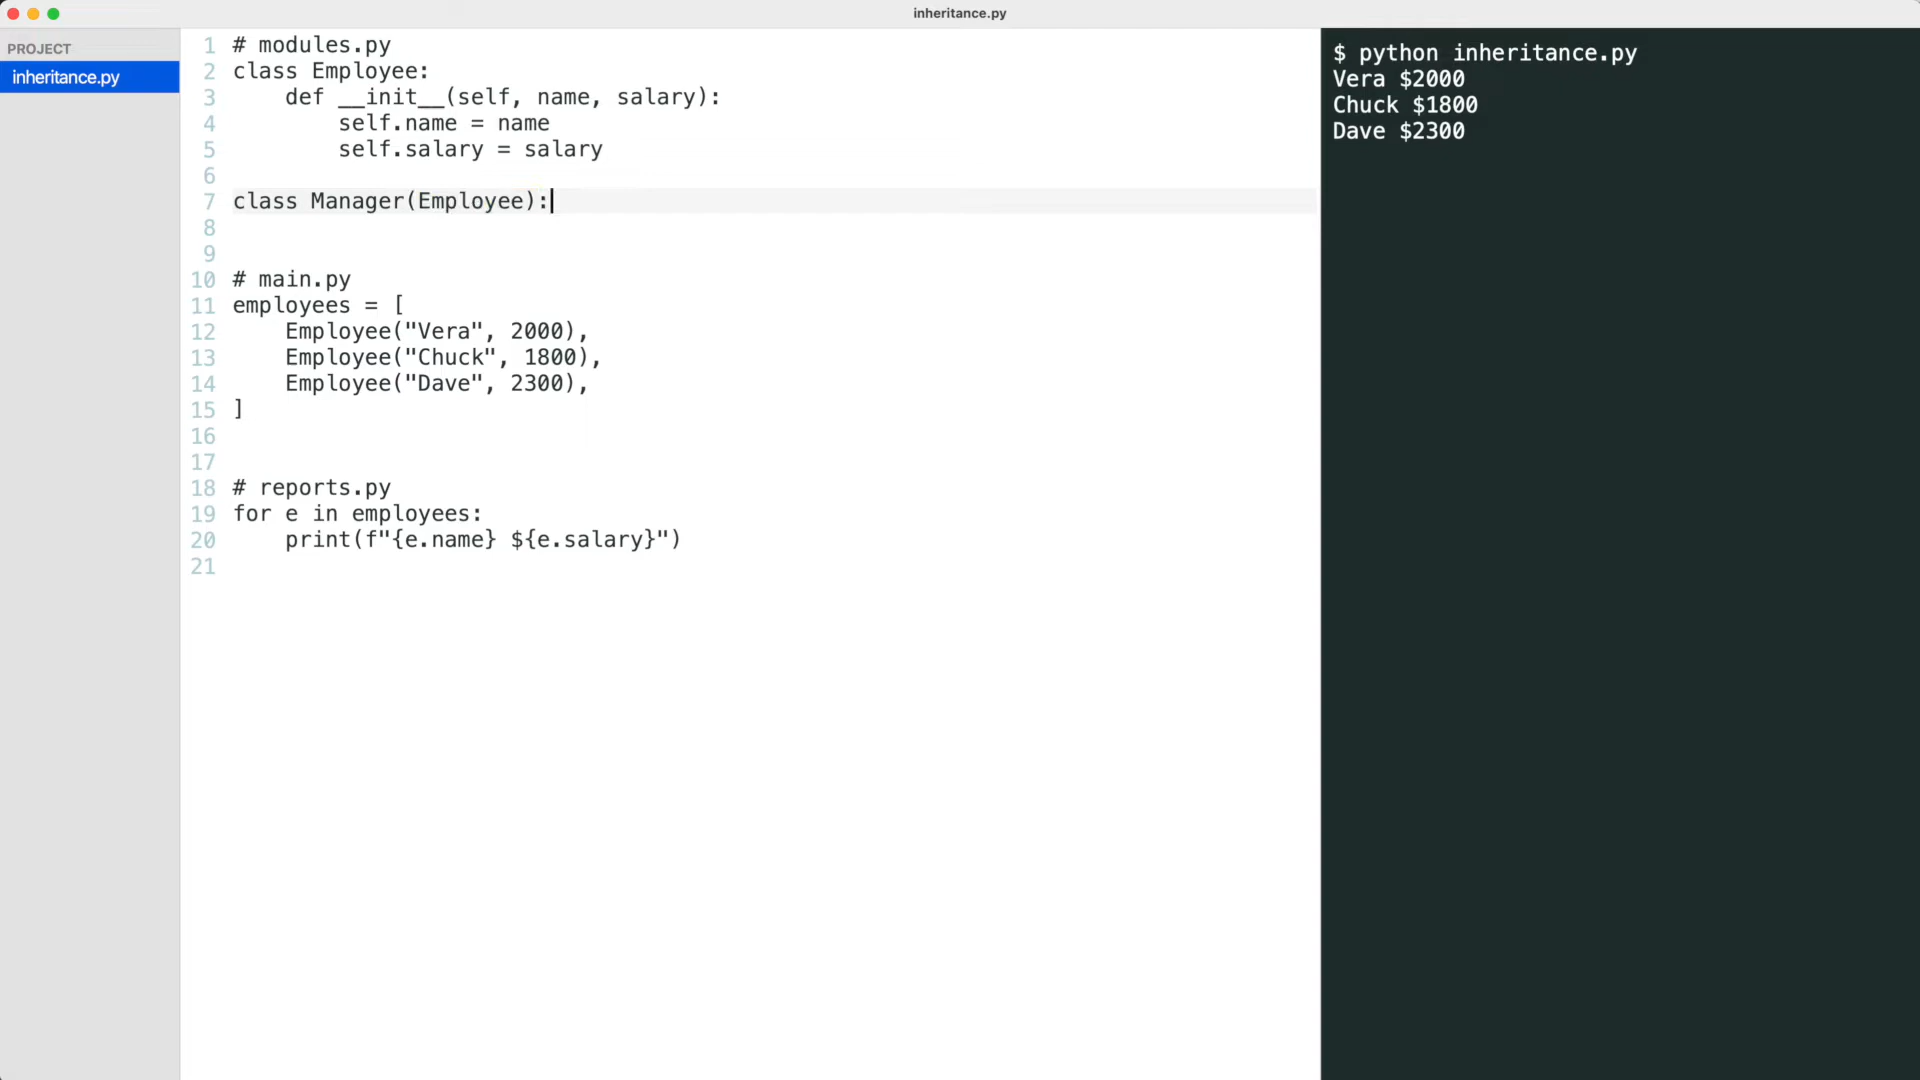 inheritance.py
PROJECT
inheritance.py
1 # modules.py
2 class Employee:
3     def __init__(self, name, salary):
4         self.name = name
5         self.salary = salary
6
7 class Manager(Employee):
8
9
10 # main.py
11 employees = [
12     Employee("Vera", 2000),
13     Employee("Chuck", 1800),
14     Employee("Dave", 2300),
15 ]
16
17
18 # reports.py
19 for e in employees:
20     print(f"{e.name} ${e.salary}")
21
$ python inheritance.py
Vera $2000
Chuck $1800
Dave $2300